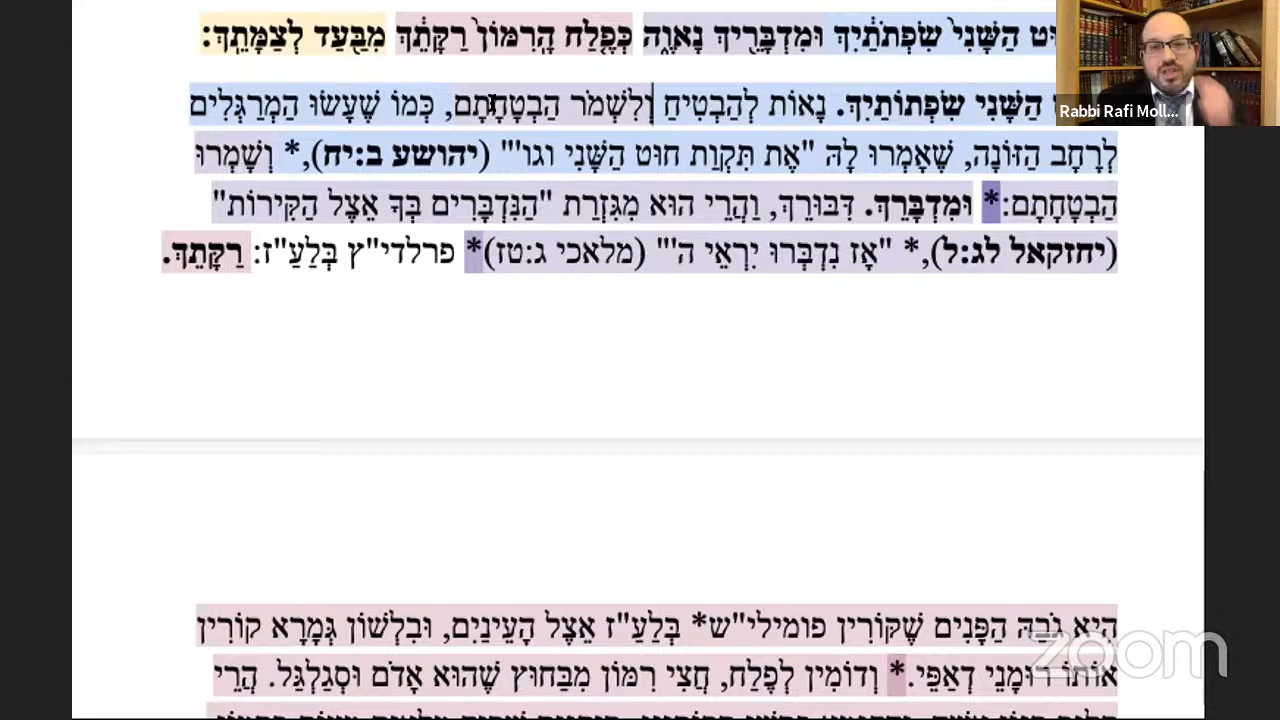 הַשָּׁנִי֙ שִׂפְתֹתַ֔יִךְ וּמִדְבָּרֵ֖יךְ נָאוֶ֑ה כְּפֶ֤לַח הָֽרִמּוֹן֙ רַקָּתֵ֔ךְ מִבַּ֖עַד לְצַמָּתֵֽךְ:
הַשָּׁנִי שִׂפְתוֹתַיִךְ. נָאוֹת לְהַבְטִיחַ וְלִשְׁמֹר הַבְטָחָתָם, כְּמוֹ שֶׁעָשׂוּ הַמְרַגְּלִים
לְרָחָב הַזּוֹנָה, שֶׁאָמְרוּ לָהּ "אֶת תִּקְוַת חוּט הַשָּׁנִי וגו'" (יהושע ב:יח),* וְשָׁמְרוּ
הַבְטָחָתָם:* וּמִדְבָּרֵךְ. דִּבּוּרֵךְ, וַהֲרֵי הוּא מִגִּזְרַת "הַנִּדְבָּרִים בְּךָ אֵצֶל הַקִּירוֹת"
(יחזקאל לג:ל),* "אָז נִדְבְּרוּ יִרְאֵי ה'" (מלאכי ג:טז)* פרלדי"ץ בְּלַעַ"ז: רַקָּתֵךְ.
הִיא גֹּבַהּ הַפָּנִים שֶׁקּוֹרִין פומילי"ש* בְּלַעַ"ז אֵצֶל הָעֵינַיִם, וּבִלְשׁוֹן גְּמָרָא קוֹרִין
אוֹתוֹ רוּמָנֵי דְאַפֵּי.* וְדוֹמִין לְפֶלַח, חֲצִי רִמּוֹן מִבַּחוּץ שֶׁהוּא אָדֹם וּסְגַלְגַּל. הֲרֵי
Rabbi Rafi Moll...
zoom